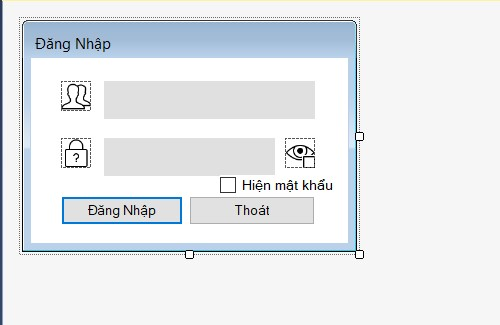 Đăng Nhập
?
Hiện mật khẩu
Đăng Nhập
Thoát